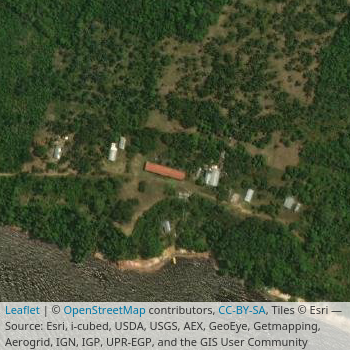 Leaflet | © OpenStreetMap contributors, CC-BY-SA, Tiles © Esri —
Source: Esri, i-cubed, USDA, USGS, AEX, GeoEye, Getmapping,
Aerogrid, IGN, IGP, UPR-EGP, and the GIS User Community